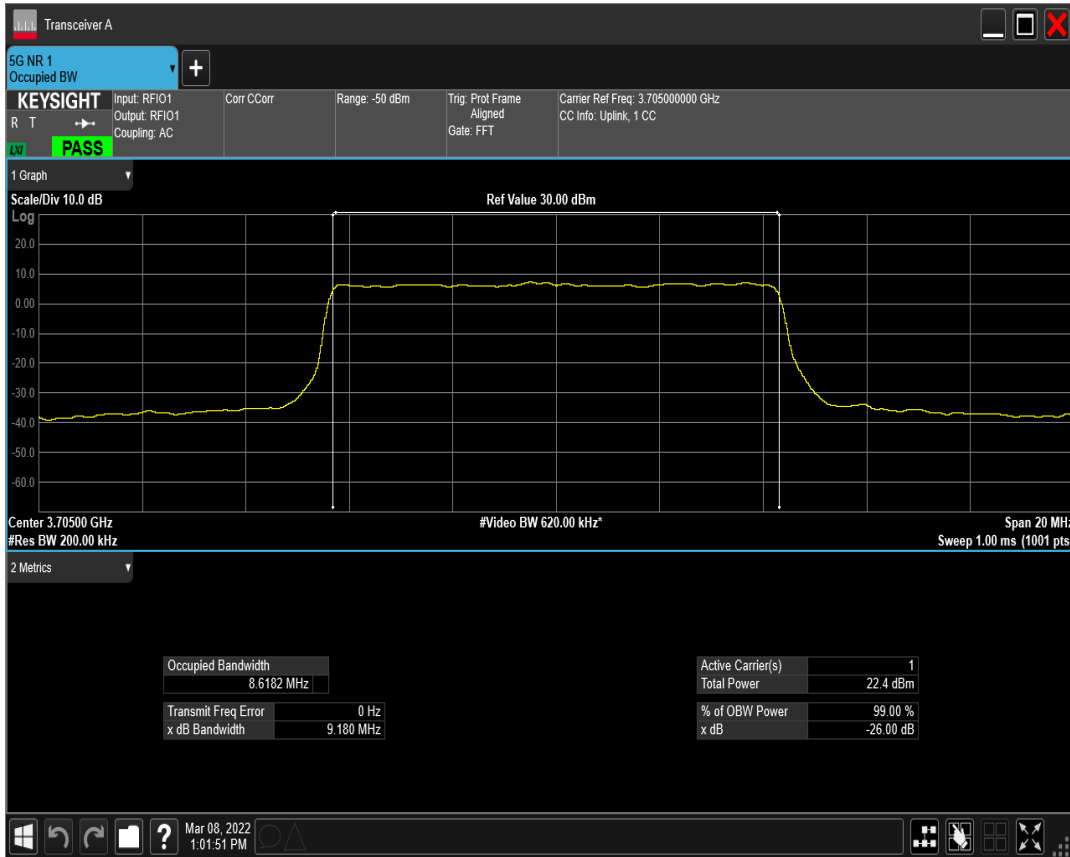 Transceiver A
5G NR 1
Occupied BW
KEYSIGHT
R T
LXI
PASS
Input: RFIO1
Output: RFIO1
Coupling: AC
Corr CCorr
Range: -50 dBm
Trig: Prot Frame
Aligned
Gate: FFT
Carrier Ref Freq: 3.705000000 GHz
CC Info: Uplink, 1 CC
1 Graph
Scale/Div 10.0 dB
Ref Value 30.00 dBm
Log
20.0
10.0
0.00
-10.0
-20.0
-30.0
-40.0
-50.0
-60.0
Center 3.70500 GHz
#Video BW 620.00 kHz*
Span 20 MHz
#Res BW 200.00 kHz
Sweep 1.00 ms (1001 pts
2 Metrics
Occupied Bandwidth
8.6182 MHz
Transmit Freq Error 0 Hz
x dB Bandwidth 9.180 MHz
Active Carrier(s) 1
Total Power 22.4 dBm
% of OBW Power 99.00 %
x dB -26.00 dB
?
Mar 08, 2022
1:01:51 PM